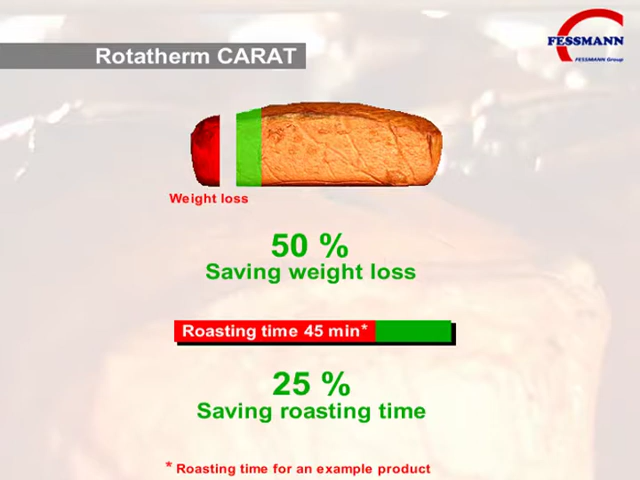 Rotatherm CARAT
FESSMANN
FESSMANN Group
Weight loss
50 %
Saving weight loss
Roasting time 45 min*
25 %
Saving roasting time
* Roasting time for an example product